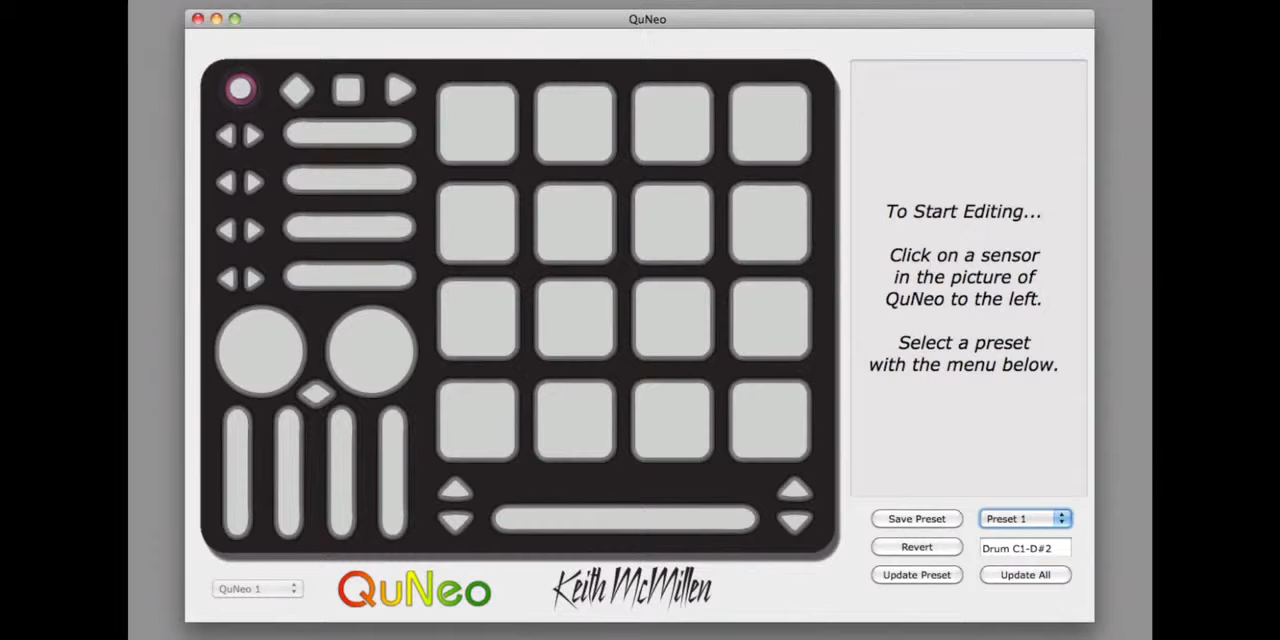 QuNeo
To Start Editing...
Click on a sensor
in the picture of
QuNeo to the left.
Select a preset
with the menu below.
Save Preset
Preset 1
Revert
Drum C1-D#2
Update Preset
Update All
QuNeo 1
QuNeo
Keith McMillen